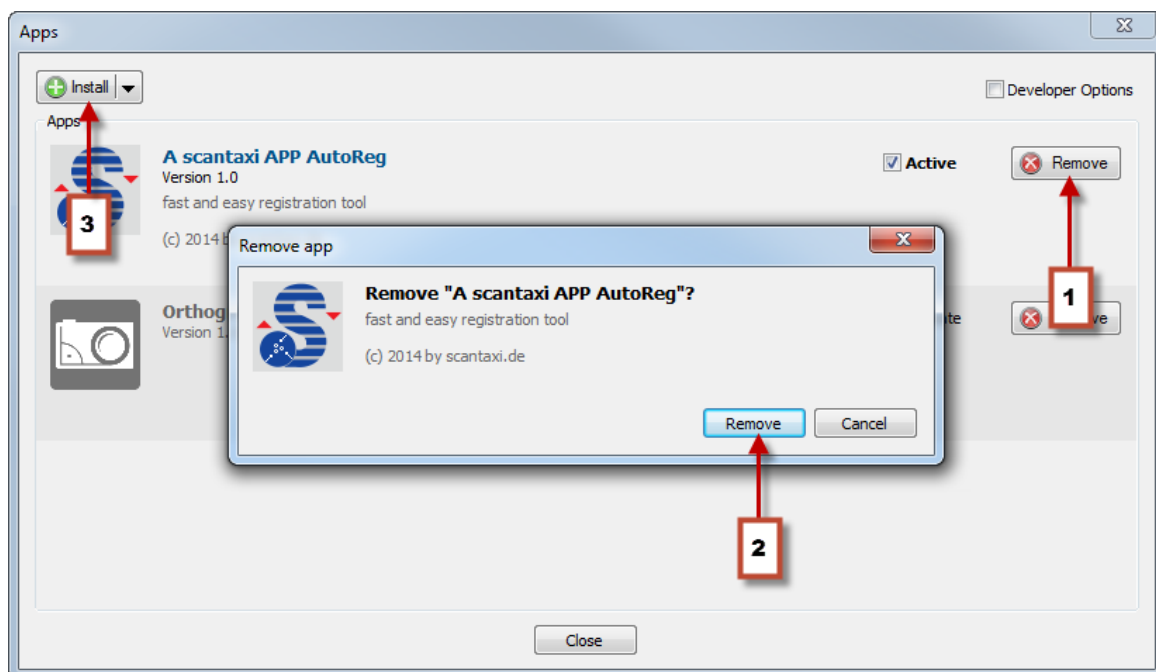 Apps
Install
Developer Options
Apps
A scantaxi APP AutoReg
Version 1.0
Active
Remove
fast and easy registration tool
3
(c) 2014
Remove app
Remove "A scantaxi APP AutoReg"?
fast and easy registration tool
(c) 2014 by scantaxi.de
1
Version 1.
Remove
Cancel
2
Close